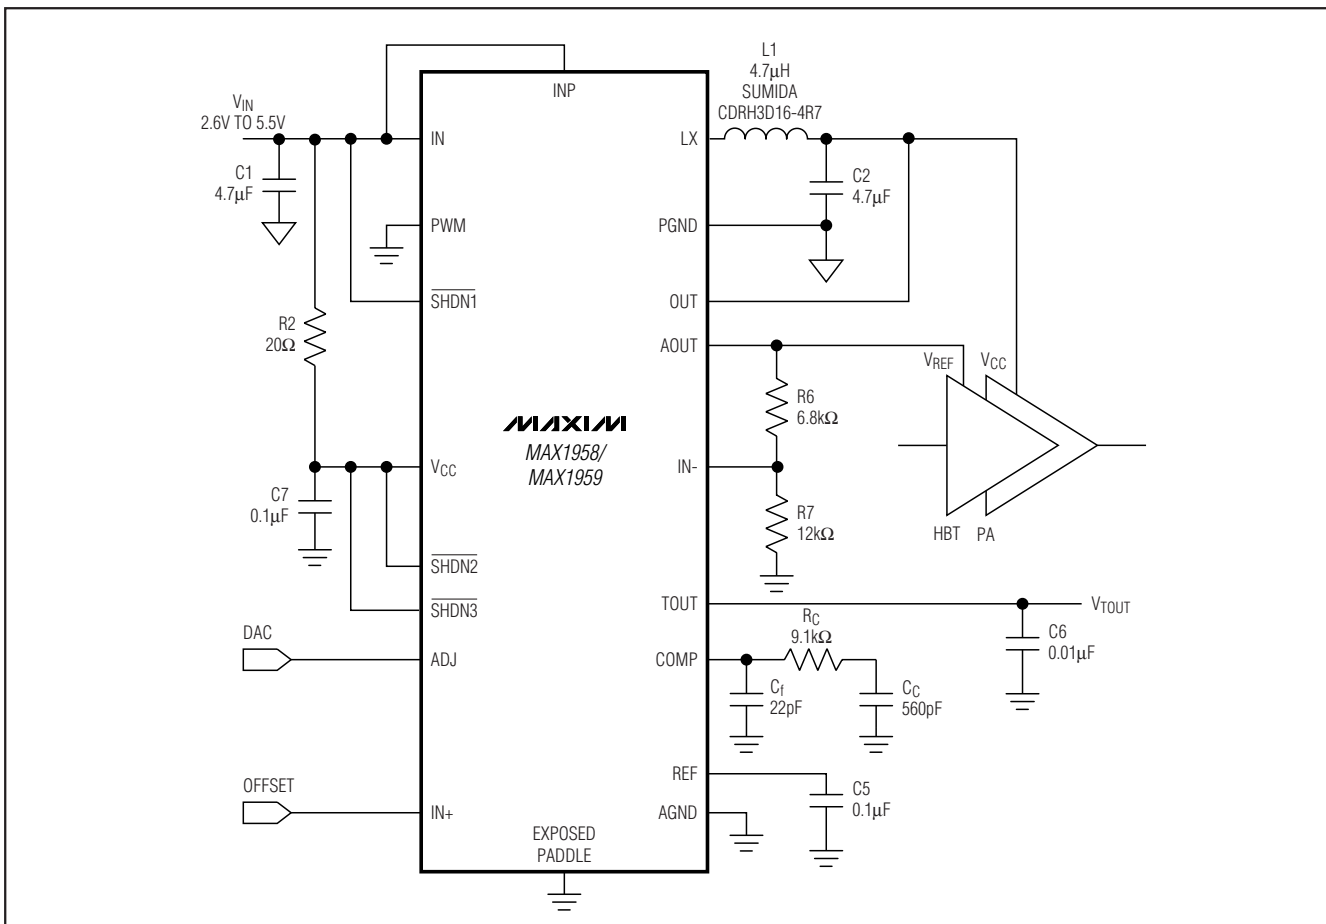 L1
4.7μH
SUMIDA
CDRH3D16-4R7
INP
VIN
2.6V TO 5.5V
IN
LX
C1
4.7μF
C2
4.7μF
PWM
PGND
SHDN1
OUT
R2
20Ω
AOUT
VREF
VCC
R6
6.8kΩ
MAXIM
MAX1958/
MAX1959
VCC
IN-
C7
0.1μF
R7
12kΩ
HBT
PA
SHDN2
SHDN3
TOUT
VTOUT
RC
9.1kΩ
C6
0.01μF
DAC
ADJ
COMP
Cf
22pF
CC
560pF
REF
OFFSET
C5
0.1μF
IN+
AGND
EXPOSED
PADDLE